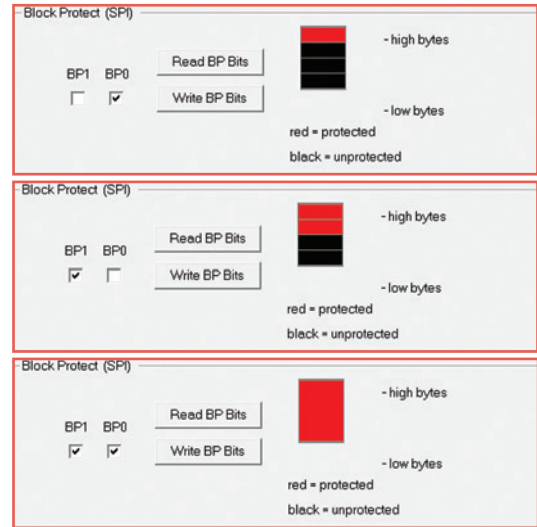 Block Protect (SPI)
- high bytes
Read BP Bits
BP1 BP0
Write BP Bits
- low bytes
red = protected
black = unprotected
Block Protect (SPI)
- high bytes
Read BP Bits
BP1 BP0
Write BP Bits
- low bytes
red = protected
black = unprotected
Block Protect (SPI)
- high bytes
Read BP Bits
BP1 BP0
Write BP Bits
- low bytes
red = protected
black = unprotected